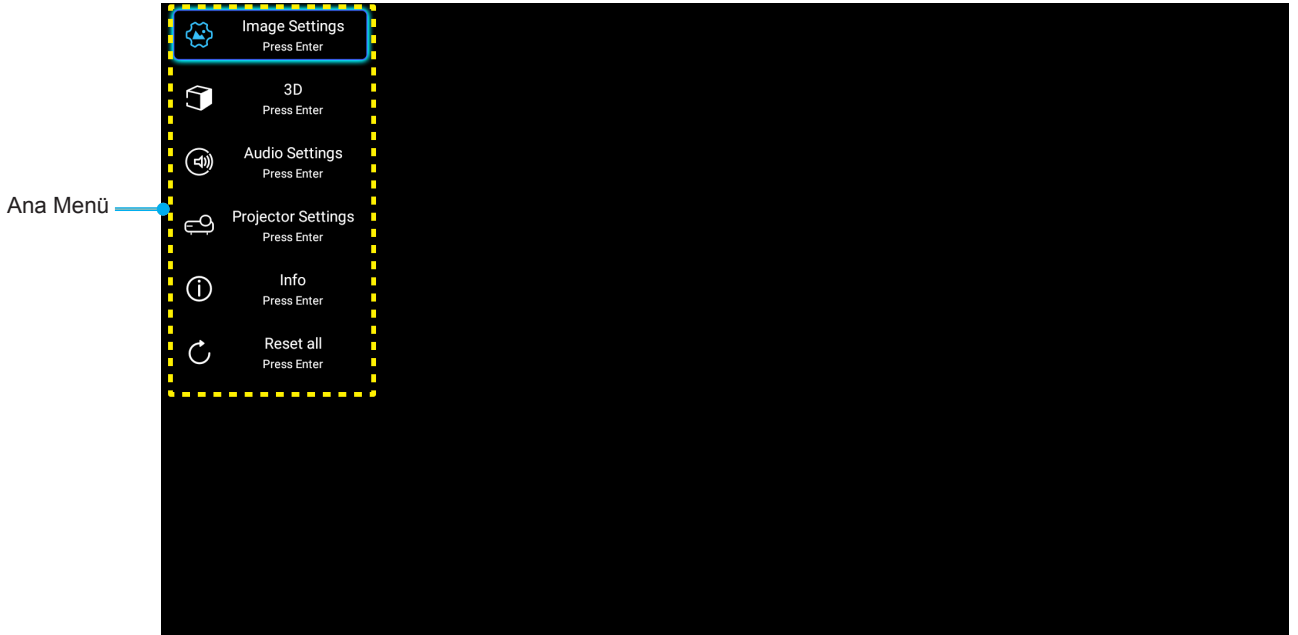 Image Settings
Press Enter
3D
Press Enter
Audio Settings
Press Enter
Ana Menü
Projector Settings
Press Enter
Info
Press Enter
Reset all
Press Enter